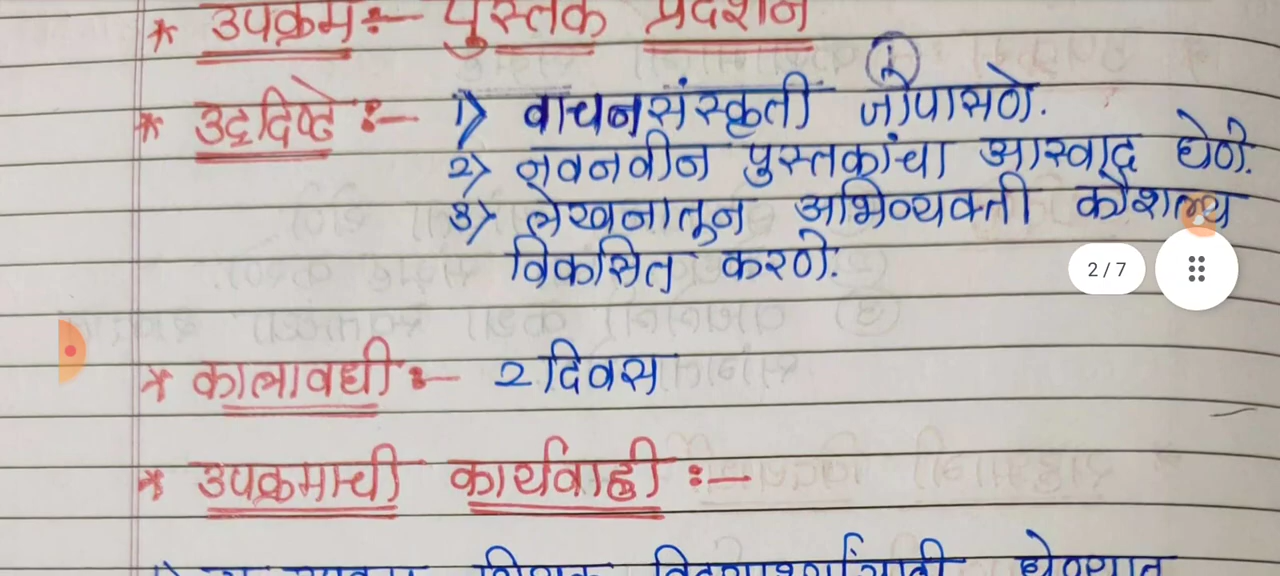 * उपक्रम :- पुस्तक प्रदर्शन
1
* उद्दिष्टे :- 1) वाचनसंस्कृती जोपासणे.
2) नवनवीन पुस्तकांचा आस्वाद घेणे.
3) लेखनातून अभिव्यक्ती कौशल्य
विकसित करणे.
2/7
* कालावधी :- 2 दिवस
* उपक्रमाची कार्यवाही :-